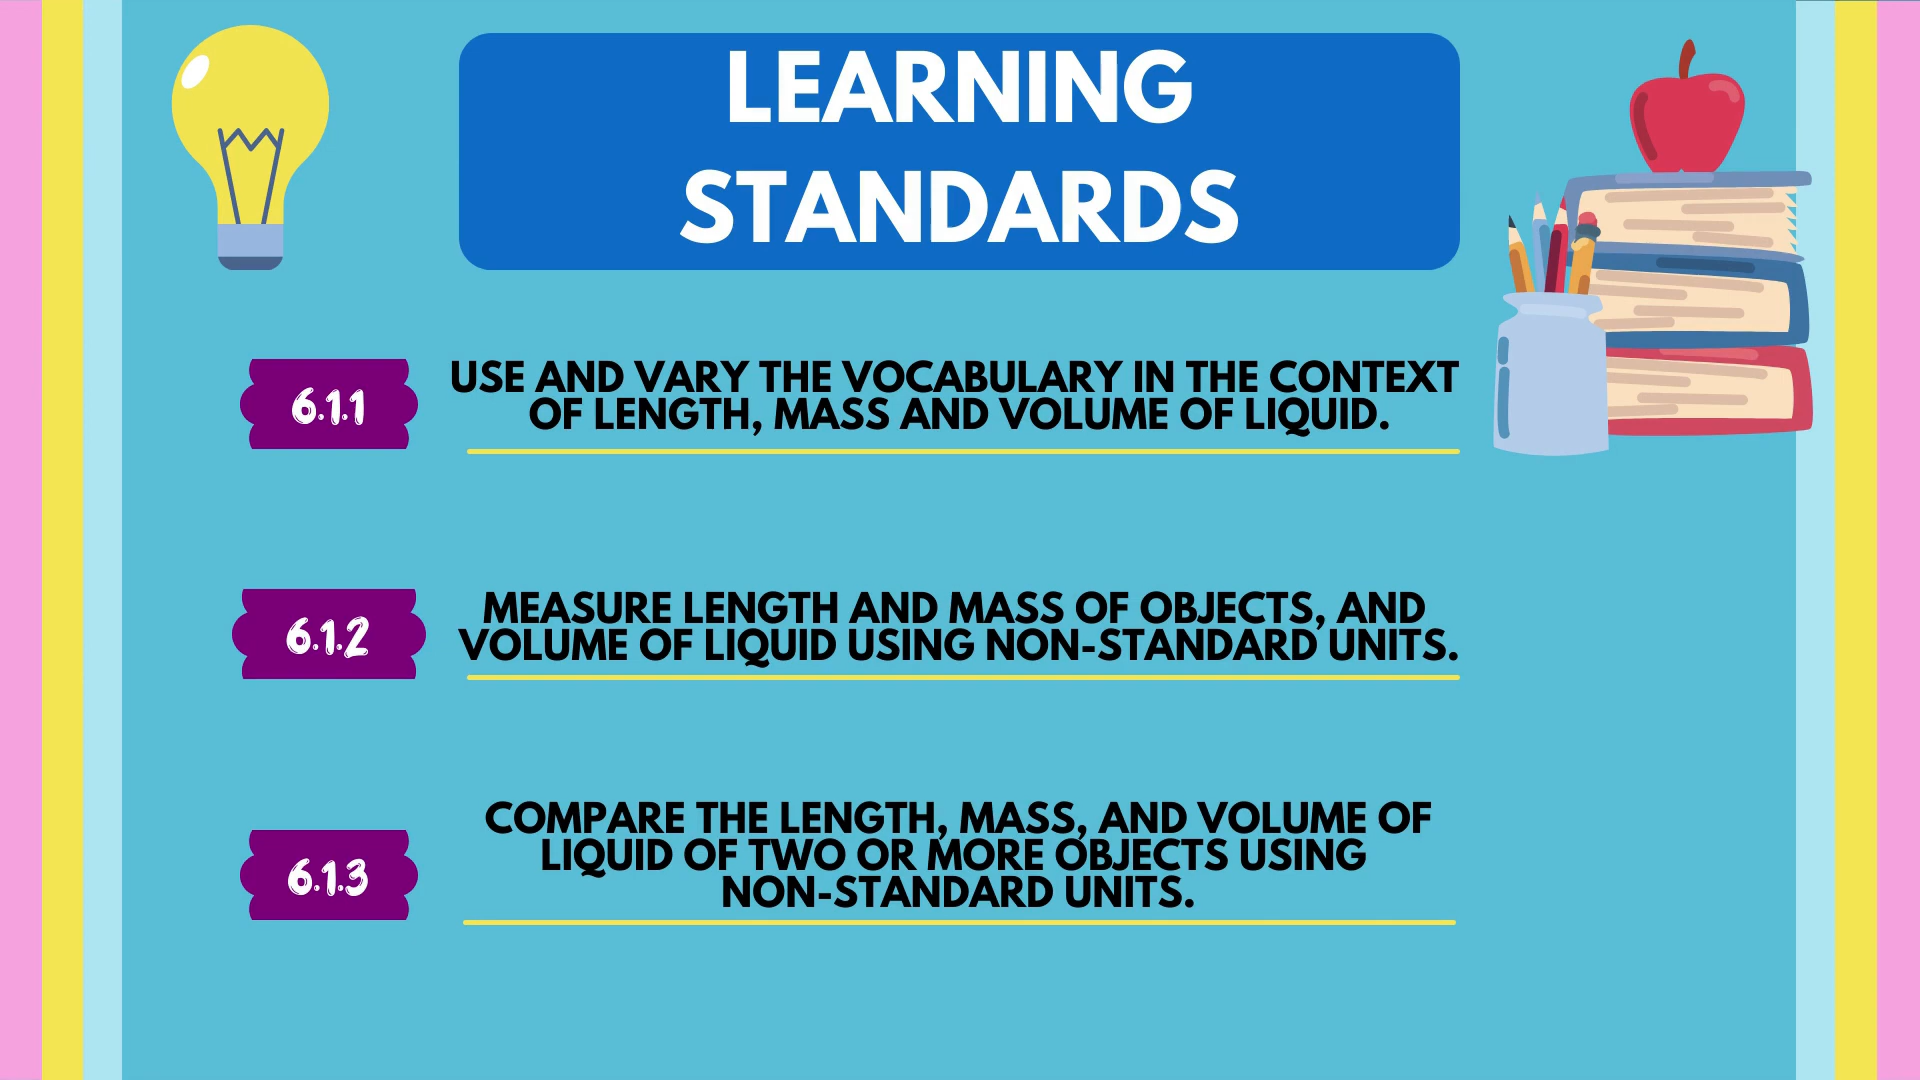 LEARNING
STANDARDS
6.1.1
USE AND VARY THE VOCABULARY IN THE CONTEXT
OF LENGTH, MASS AND VOLUME OF LIQUID.
6.1.2
MEASURE LENGTH AND MASS OF OBJECTS, AND
VOLUME OF LIQUID USING NON-STANDARD UNITS.
6.1.3
COMPARE THE LENGTH, MASS, AND VOLUME OF
LIQUID OF TWO OR MORE OBJECTS USING
NON-STANDARD UNITS.